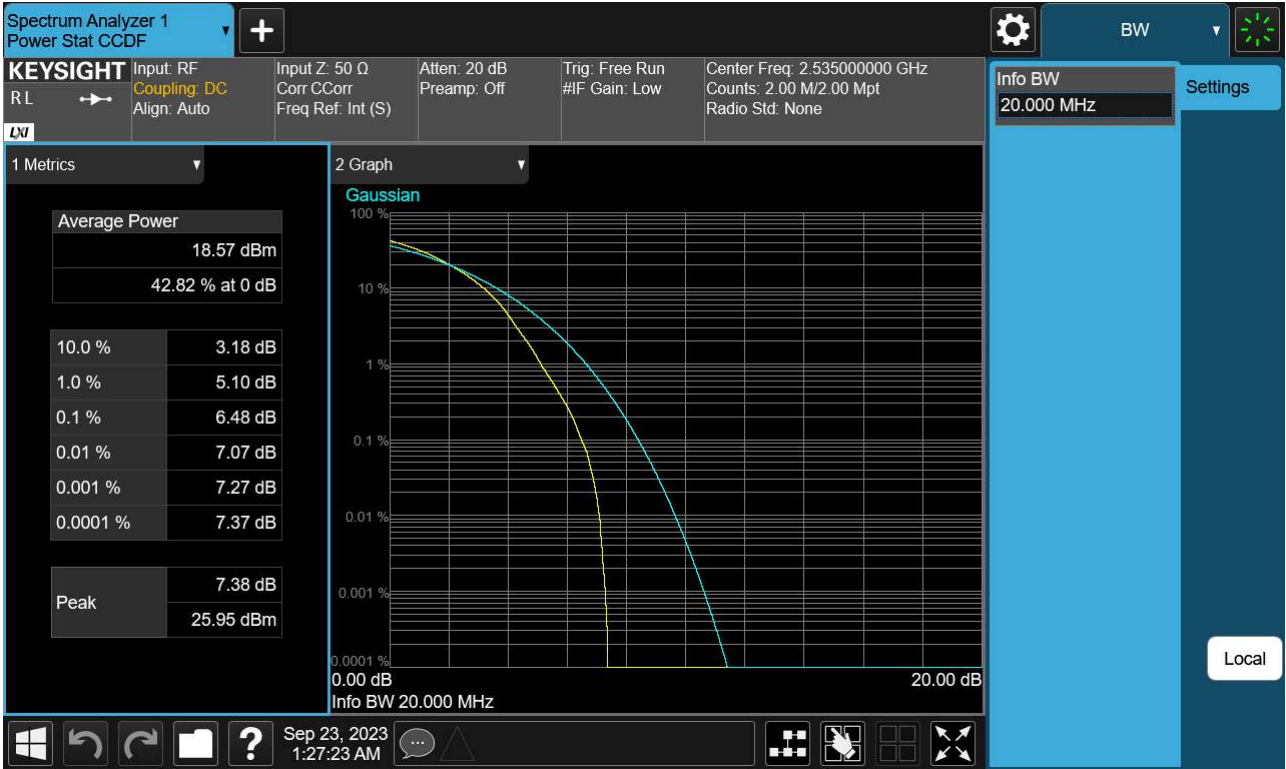 Spectrum Analyzer 1
Power Stat CCDF
+
BW
KEYSIGHT
R L
LXI
Input: RF
Coupling: DC
Align: Auto
Input Z: 50 Ω
Corr CCorr
Freq Ref: Int (S)
Atten: 20 dB
Preamp: Off
Trig: Free Run
#IF Gain: Low
Center Freq: 2.535000000 GHz
Counts: 2.00 M/2.00 Mpt
Radio Std: None
Info BW
20.000 MHz
Settings
1 Metrics
Average Power
18.57 dBm
42.82 % at 0 dB
10.0 % 3.18 dB
1.0 % 5.10 dB
0.1 % 6.48 dB
0.01 % 7.07 dB
0.001 % 7.27 dB
0.0001 % 7.37 dB
Peak
7.38 dB
25.95 dBm
2 Graph
Gaussian
100 %
10 %
1 %
0.1 %
0.01 %
0.001 %
0.0001 %
0.00 dB 20.00 dB
Info BW 20.000 MHz
Local
?
Sep 23, 2023
1:27:23 AM